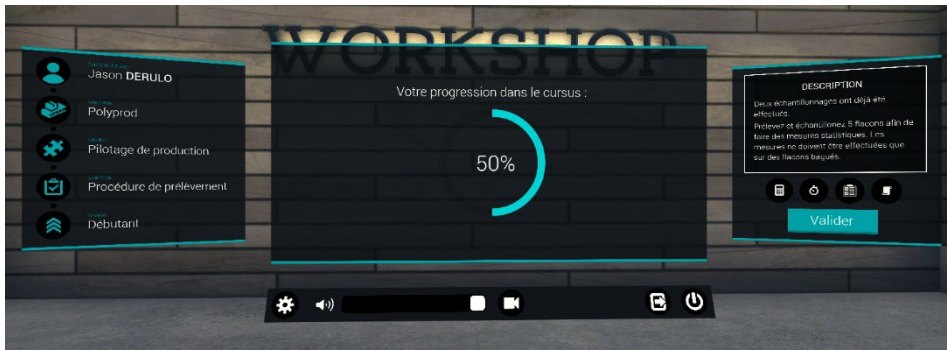 WORKSHOP
Jason DERULO
Polyprod
Pilotage de production
Procédure de prélévement
Débutant
Votre progression dans le cursus :
50%
DESCRIPTION
Deux échantillonnages ont déjà été
effectués.
Prélevez et échantillonez 5 flacons afin de
faire des mesures statistiques. Les
mesures ne doivent être effectuées que
sur des flacons bagués.
Valider